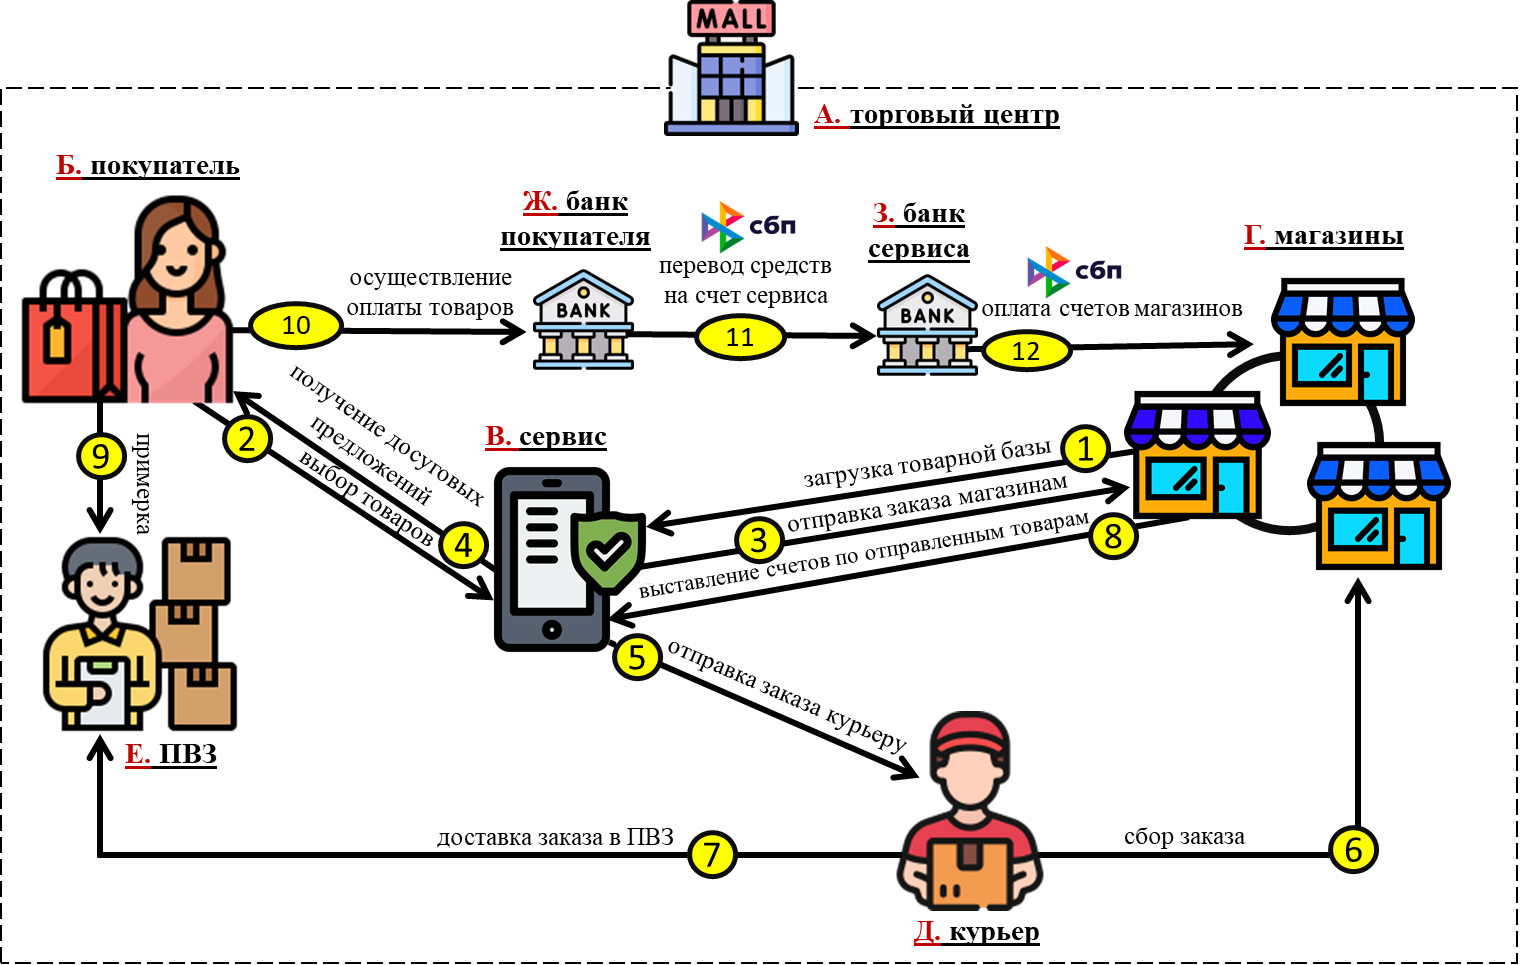 MALL
А. торговый центр
Б. покупатель
Ж. банк
покупателя
сбп
З. банк
сервиса
Г. магазины
осуществление
оплаты товаров
перевод средств
на счет сервиса
сбп
оплата счетов магазинов
BANK
BANK
10
11
12
получение досуговых
предложений
выбор товаров
2
4
9
примерка
В. сервис
загрузка товарной базы
1
отправка заказа магазинам
3
выставление счетов по отправленным товарам
8
5
отправка заказа курьеру
Е. ПВЗ
доставка заказа в ПВЗ
7
сбор заказа
6
Д. курьер